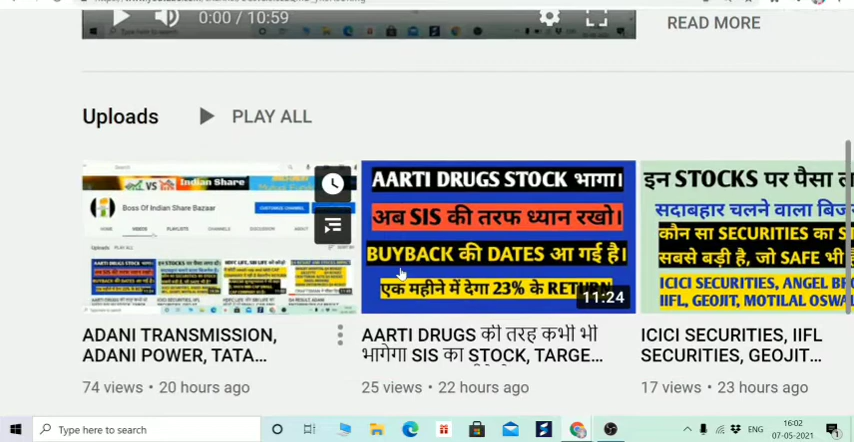 0:00 / 10:59
READ MORE
Uploads
PLAY ALL
Indian Share
Boss Of Indian Share Bazaar
AARTI DRUGS STOCK भागा।
अब SIS की तरफ ध्यान रखो।
BUYBACK की DATES आ गई है।
एक महीने में देगा 23% के RETURN
11:24
इन STOCKS पर पैसा
सदाबहार चलने वाला
कौन सा SECURITIES का
सबसे बड़ी है, जो SAFE भी
ICICI SECURITIES, ANGEL
IIFL, GEOJIT, MOTILAL
ADANI TRANSMISSION,
ADANI POWER, TATA...
74 views • 20 hours ago
AARTI DRUGS की तरह कभी भी
भागेगा SIS का STOCK, TARGE...
25 views • 22 hours ago
ICICI SECURITIES, IIFL
SECURITIES, GEOJIT...
17 views • 23 hours ago
Type here to search
ENG
16:02
07-05-2021